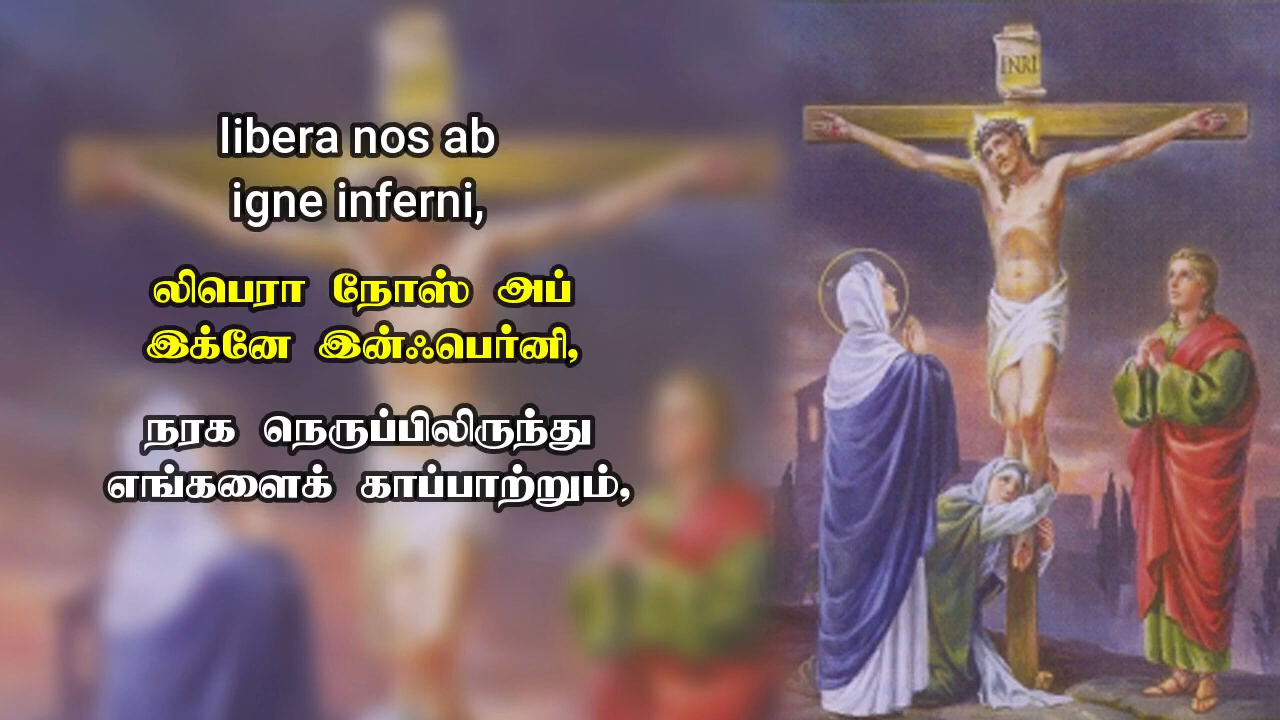 libera nos ab
igne inferni,
லிபெரா நோஸ் அப்
இக்னே இன்ஃபெர்னி,
நரக நெருப்பிலிருந்து
எங்களைக் காப்பாற்றும்,
INRI